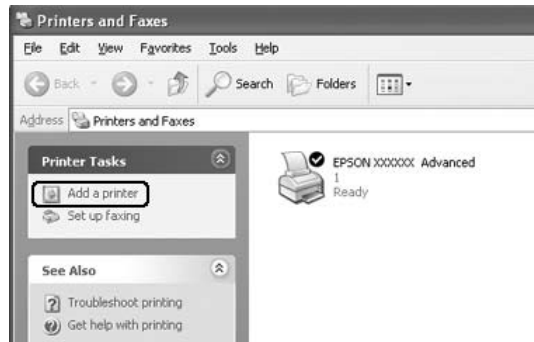 Printers and Faxes
File Edit View Favorites Tools Help
Back Search Folders
Address Printers and Faxes
Printer Tasks
Add a printer
Set up faxing
See Also
Troubleshoot printing
Get help with printing
EPSON XXXXXX Advanced
1
Ready